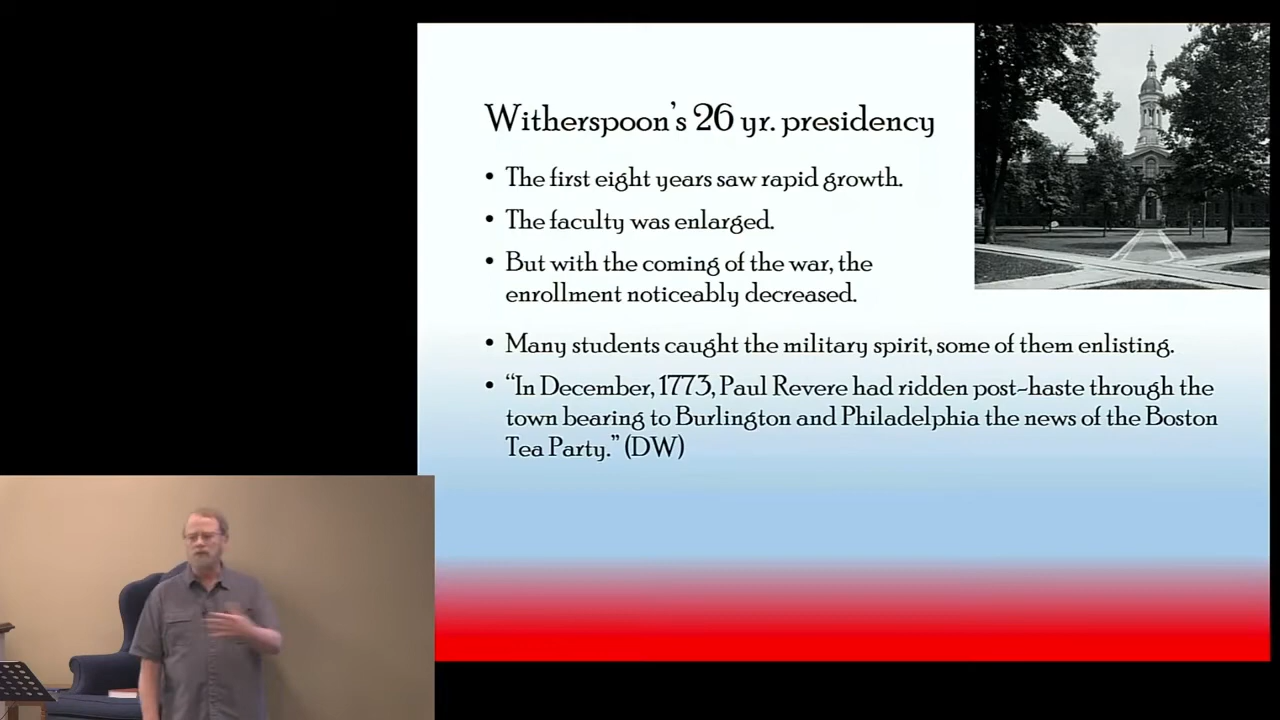 Witherspoon's 26 yr. presidency
• The first eight years saw rapid growth.
• The faculty was enlarged.
• But with the coming of the war, the
enrollment noticeably decreased.
• Many students caught the military spirit, some of them enlisting.
• “In December, 1773, Paul Revere had ridden post-haste through the
town bearing to Burlington and Philadelphia the news of the Boston
Tea Party.” (DW)